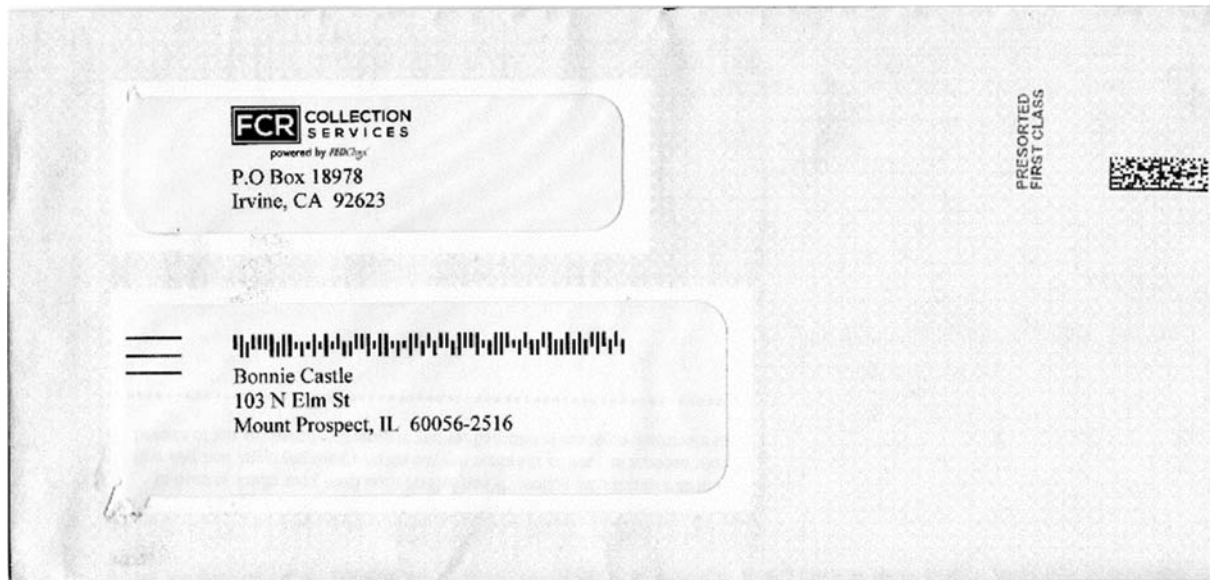 FCR COLLECTION
SERVICES
powered by FEDChex
P.O Box 18978
Irvine, CA 92623
PRESORTED
FIRST CLASS
Bonnie Castle
103 N Elm St
Mount Prospect, IL 60056-2516